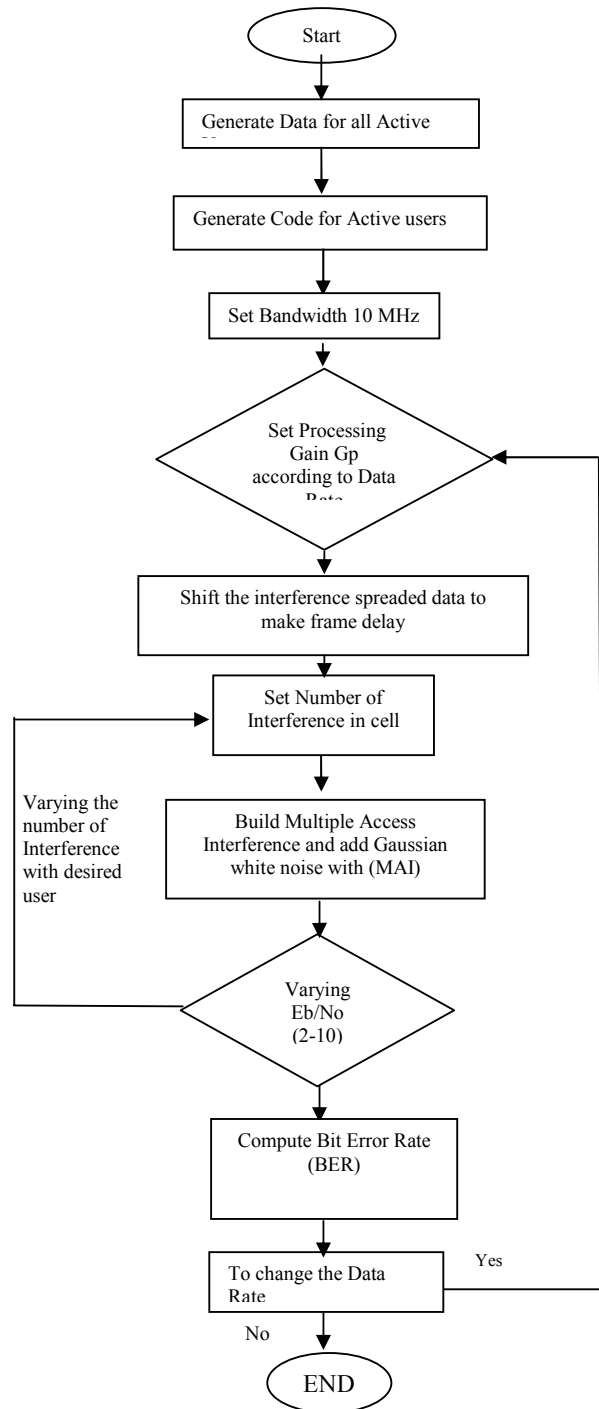 Start
Generate Data for all Active
Generate Code for Active users
Set Bandwidth 10 MHz
Set Processing
Gain Gp
according to Data
Rate
Shift the interference spreaded data to
make frame delay
Set Number of
Interference in cell
Varying the
number of
Interference
with desired
user
Build Multiple Access
Interference and add Gaussian
white noise with (MAI)
Varying
Eb/No
(2-10)
Compute Bit Error Rate
(BER)
To change the Data
Rate
Yes
No
END